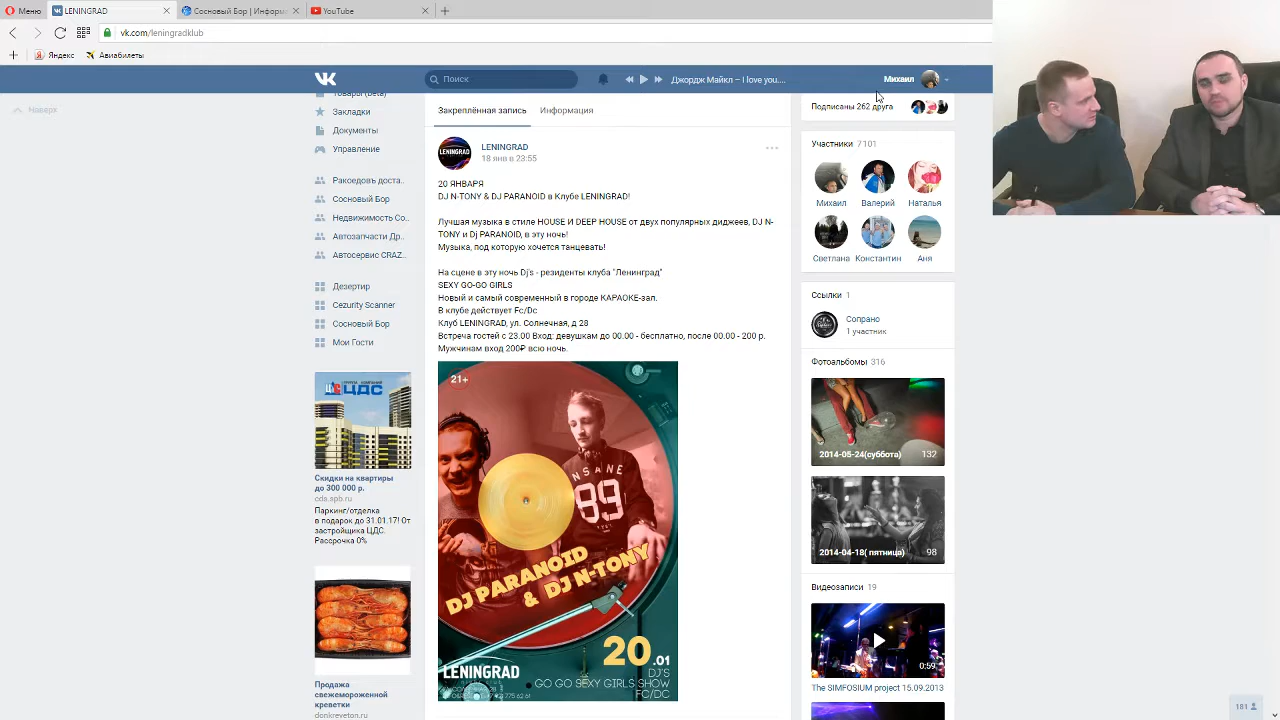 Меню
LENINGRAD
Сосновый Бор | Информ
YouTube
vk.com/leningradklub
Яндекс
Авиабилеты
Поиск
Джордж Майкл – I love you....
Михаил
Наверх
Товары (beta)
Закладки
Документы
Управление
Ракоедовъ доста..
Сосновый Бор
Недвижимость Со..
Автозапчасти Др..
Автосервис CRAZ..
Дезертир
Cezurity Scanner
Сосновый Бор
Мои Гости
ЦДС
Скидки на квартиры
до 300 000 р.
cds.spb.ru
Паркинг/отделка
в подарок до 31.01.17! От
застройщика ЦДС.
Рассрочка 0%
Продажа
свежемороженной
креветки
donkreveton.ru
Закреплённая запись
Информация
LENINGRAD
LENINGRAD
18 янв в 23:55
20 ЯНВАРЯ
DJ N-TONY & DJ PARANOID в Клубе LENINGRAD!
Лучшая музыка в стиле HOUSE И DEEP HOUSE от двух популярных диджеев, DJ N-
TONY и Dj PARANOID, в эту ночь!
Музыка, под которую хочется танцевать!
На сцене в эту ночь Dj's - резиденты клуба "Ленинград"
SEXY GO-GO GIRLS
Новый и самый современный в городе КАРАОКЕ-зал.
В клубе действует Fc/Dc
Клуб LENINGRAD, ул. Солнечная, д 28
Встреча гостей с 23.00 Вход: девушкам до 00.00 - бесплатно, после 00.00 - 200 р.
Мужчинам вход 200₽ всю ночь.
21+
INSANE
89
DJ PARANOID
& DJ N-TONY
20.01
DJ'S
GO GO SEXY GIRLS SHOW
FC/DC
LENINGRAD
Подписаны 262 друга
Участники 7 101
Михаил
Валерий
Наталья
Светлана
Константин
Аня
Ссылки 1
Сопрано
1 участник
Фотоальбомы 316
2014-05-24(суббота)
132
2014-04-18( пятница)
98
Видеозаписи 19
0:59
The SIMFOSIUM project 15.09.2013
181